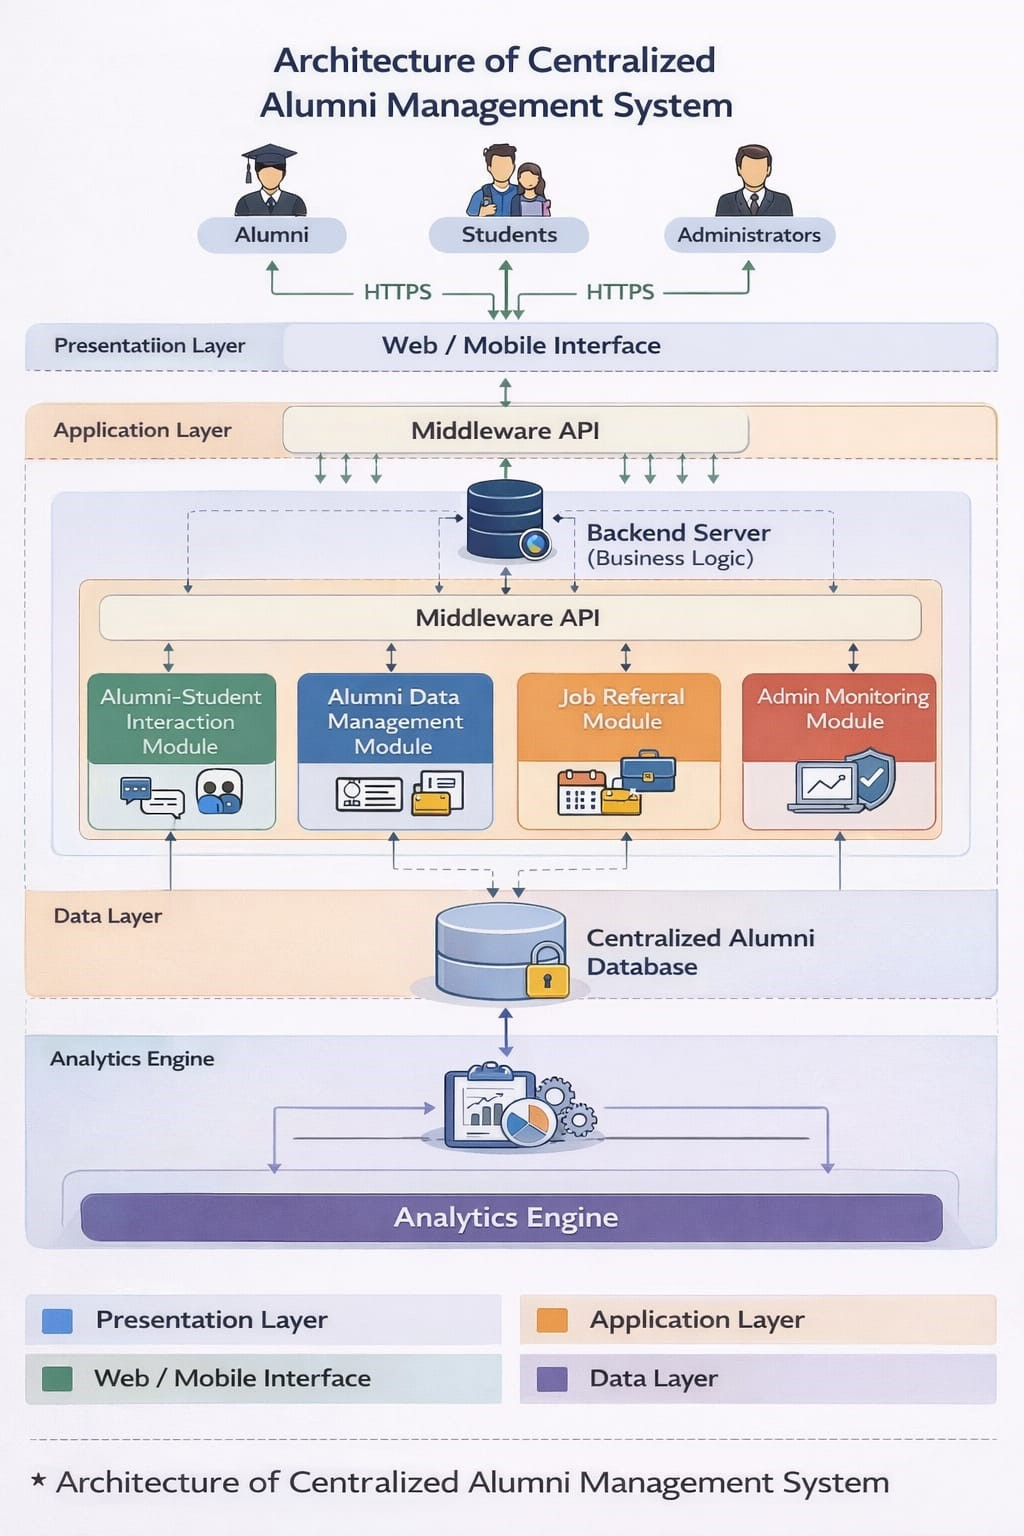 Architecture of Centralized
Alumni Management System
Alumni
Students
Administrators
HTTPS
HTTPS
Presentatiion Layer
Web / Mobile Interface
Application Layer
Middleware API
Backend Server
(Business Logic)
Middleware API
Alumni-Student
Interaction
Module
Alumni Data
Management
Module
Job Referral
Module
Admin Monitoring
Module
Data Layer
Centralized Alumni
Database
Analytics Engine
Analytics Engine
Presentation Layer
Application Layer
Web / Mobile Interface
Data Layer
★ Architecture of Centralized Alumni Management System